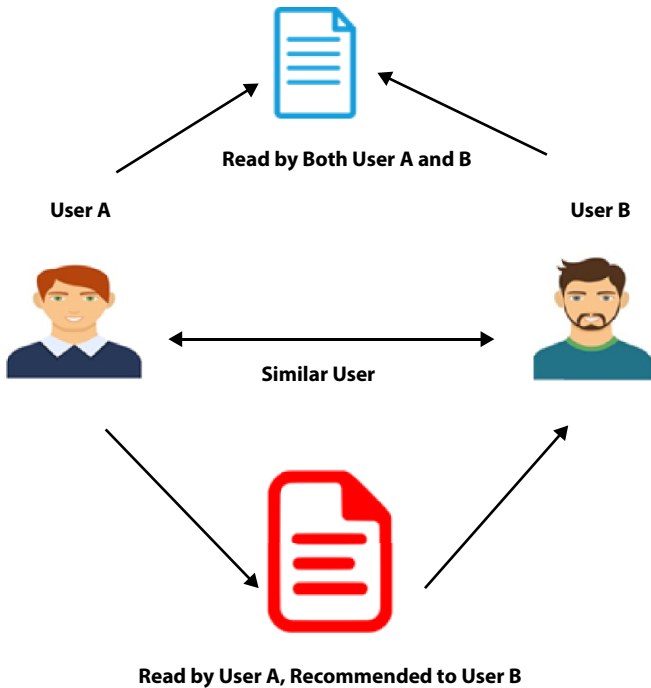 Read by Both User A and B
User A
User B
Similar User
Read by User A, Recommended to User B